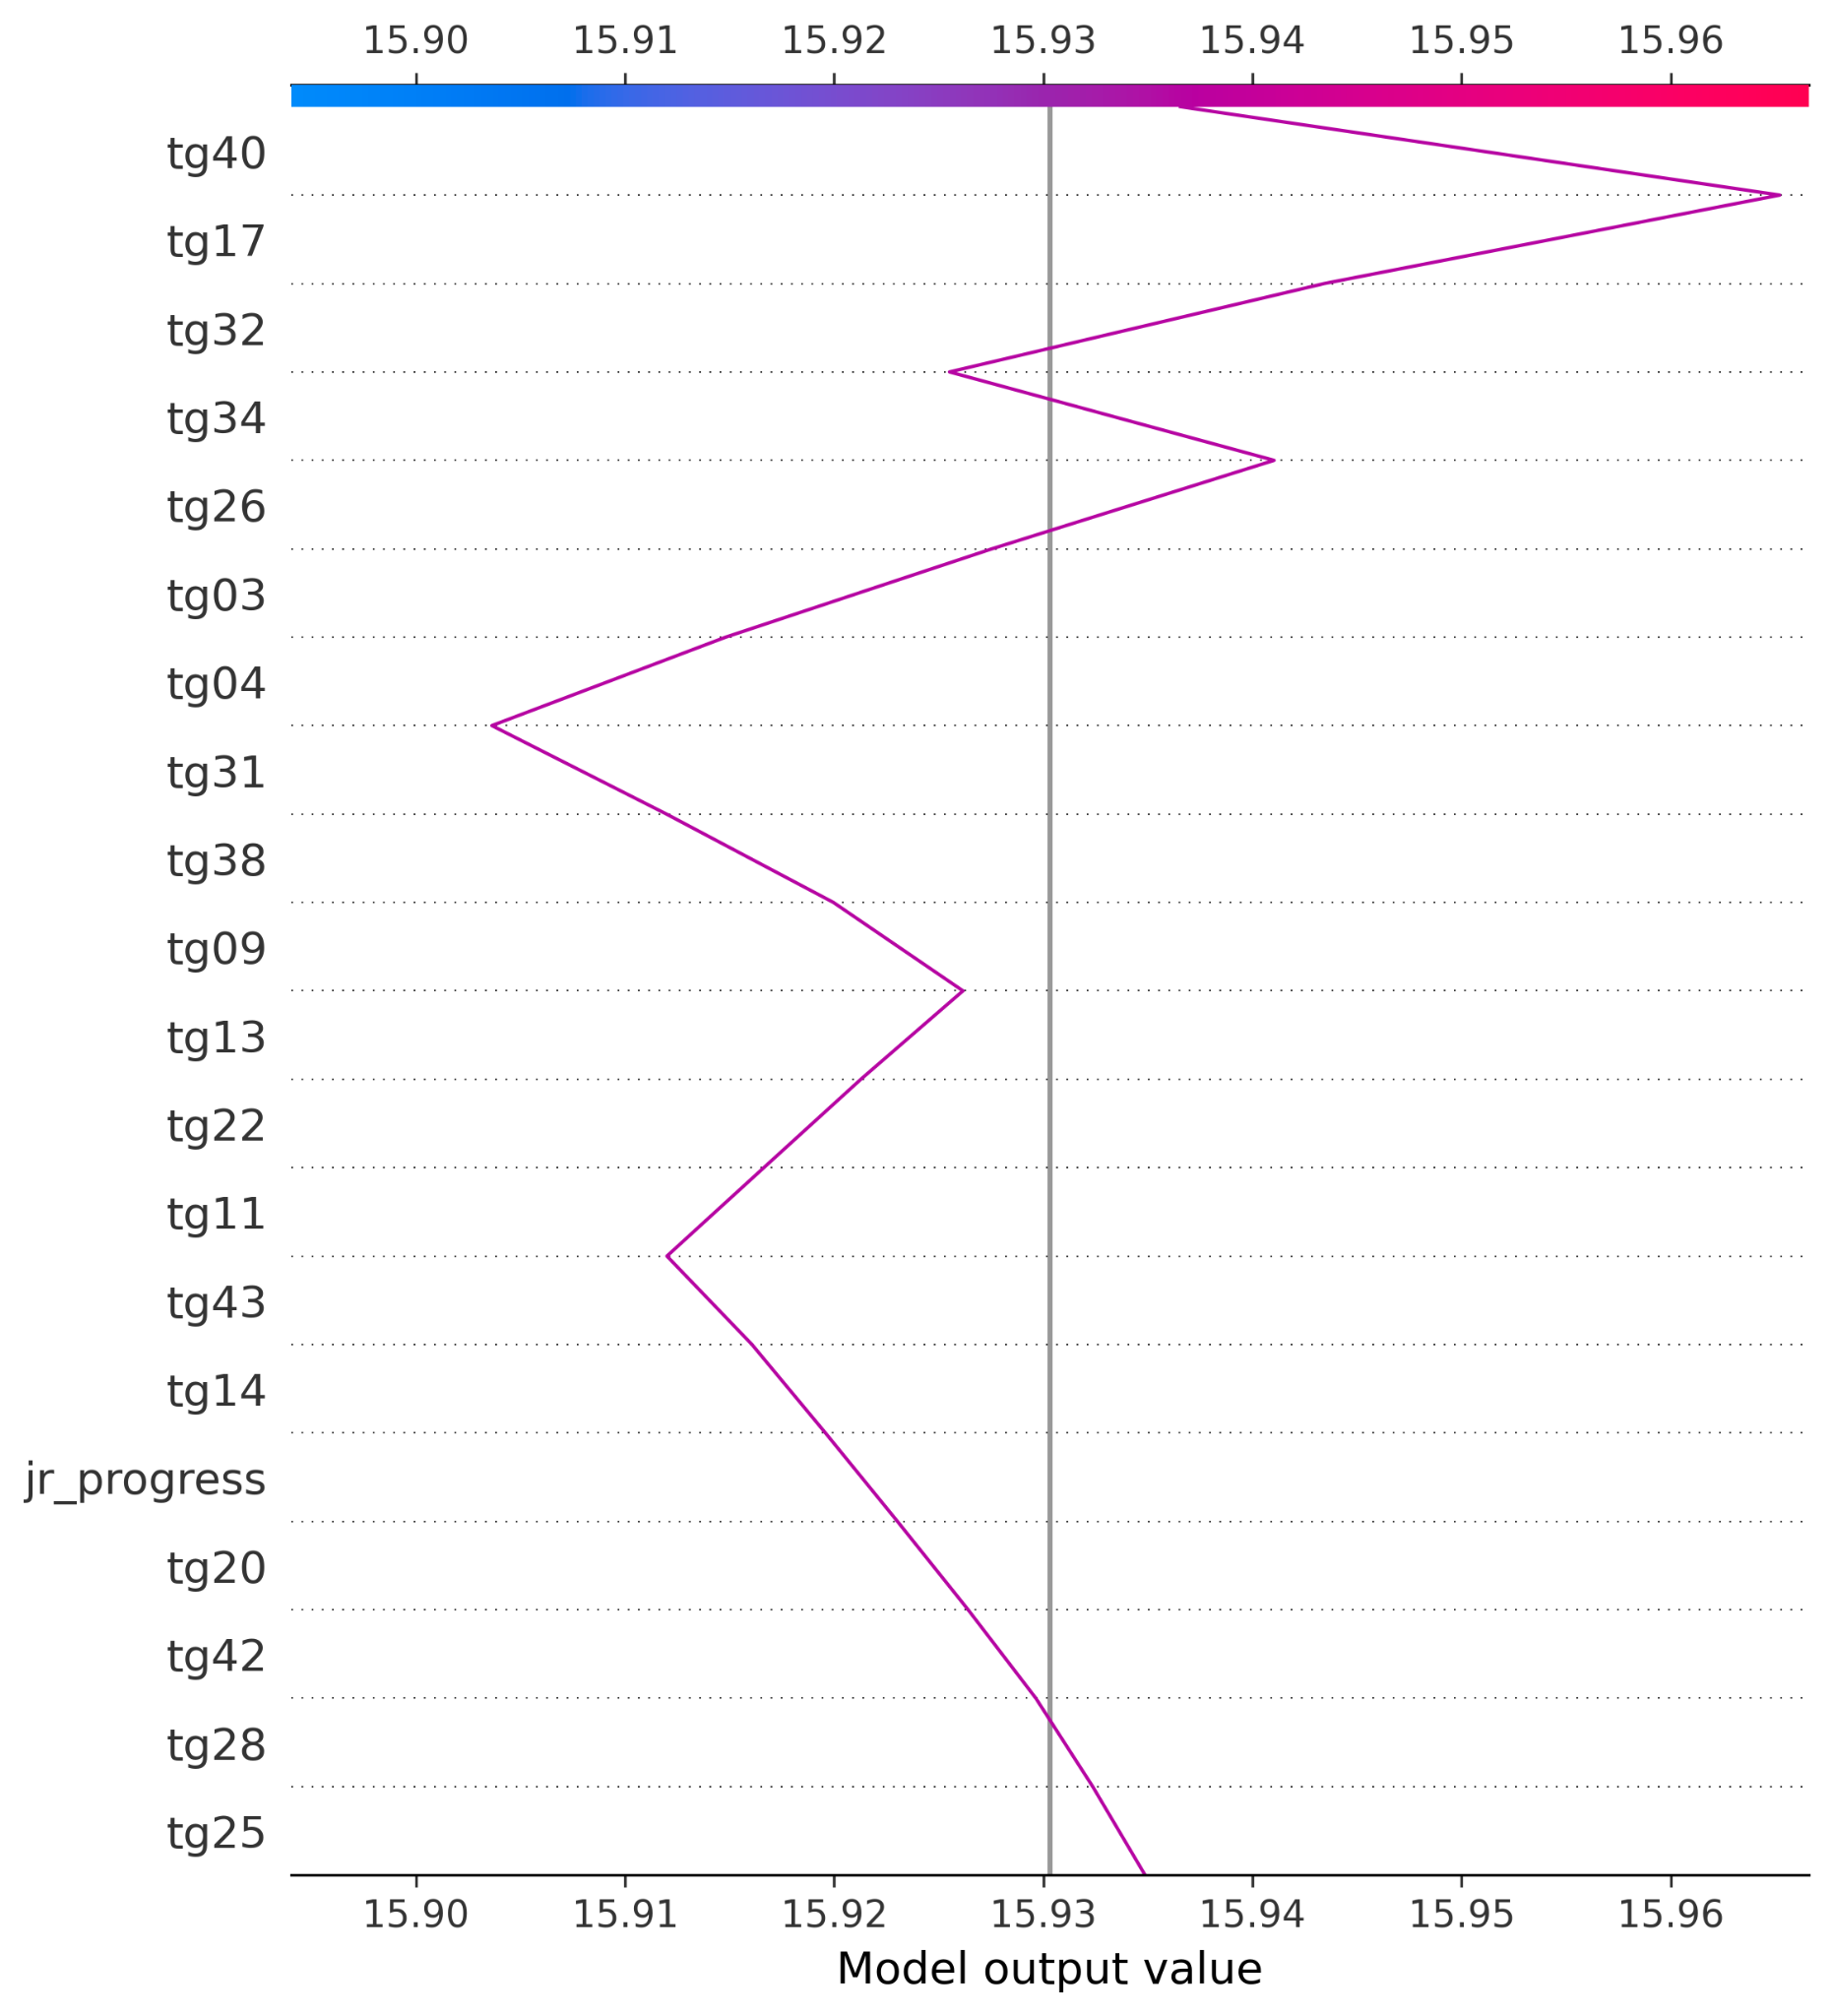 15.90 15.91 15.92 15.93 15.94 15.95 15.96
tg40
tg17
tg32
tg34
tg26
tg03
tg04
tg31
tg38
tg09
tg13
tg22
tg11
tg43
tg14
jr_progress
tg20
tg42
tg28
tg25
15.90 15.91 15.92 15.93 15.94 15.95 15.96
Model output value